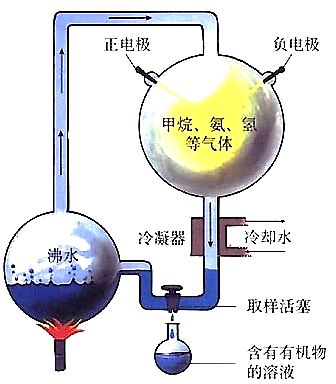 正电极
负电极
甲烷、氨、氢
等气体
沸水
冷凝器
冷却水
取样活塞
含有有机物
的溶液